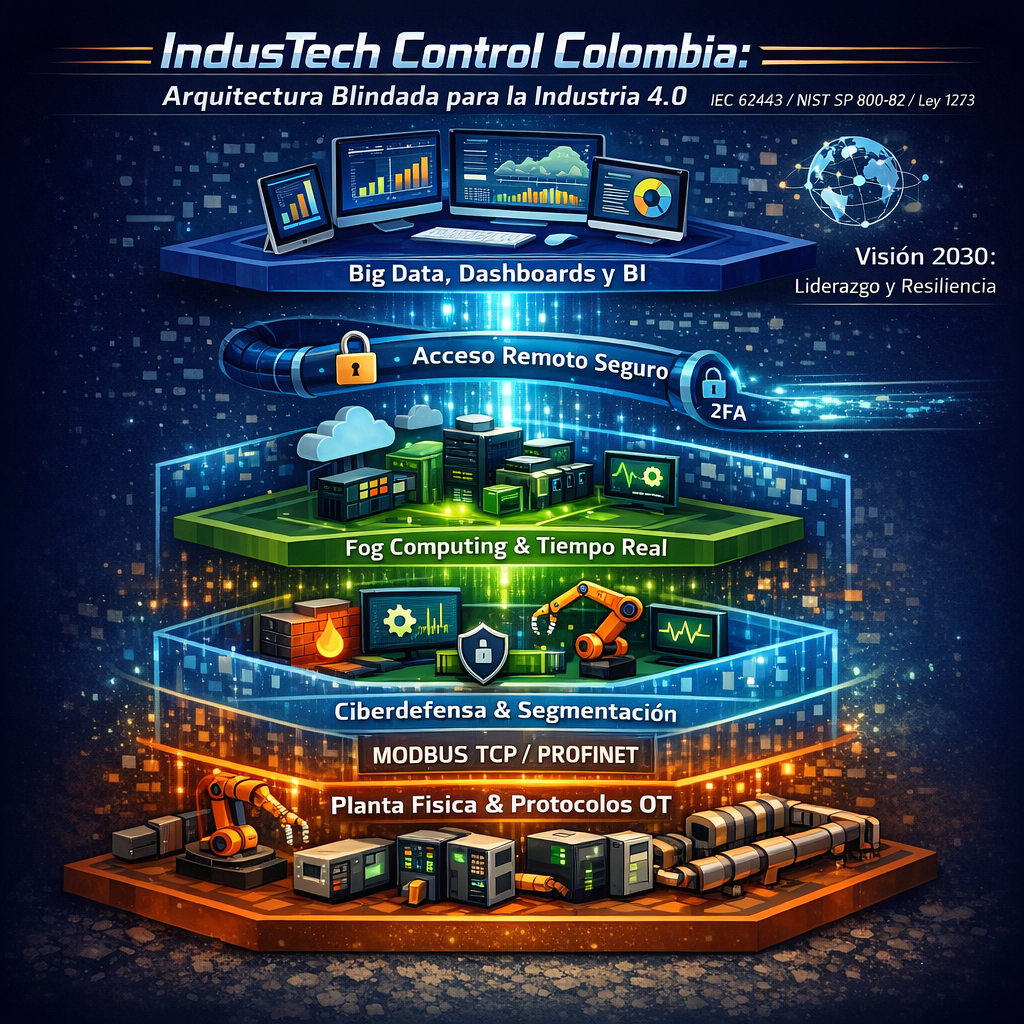 IndusTech Control Colombia:
Arquitectura Blindada para la Industria 4.0
IEC 62443 / NIST SP 800-82 / Ley 1273
Visión 2030:
Liderazgo y Resiliencia
Big Data, Dashboards y BI
Acceso Remoto Seguro
2FA
Fog Computing & Tiempo Real
Ciberdefensa & Segmentación
MODBUS TCP / PROFINET
Planta Fisica & Protocolos OT